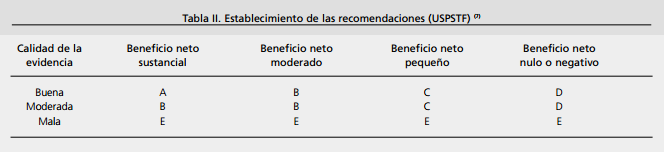 Tabla II. Establecimiento de las recomendaciones (USPSTF) (7)
Calidad de la evidencia Beneficio neto sustancial Beneficio neto moderado Beneficio neto pequeño Beneficio neto nulo o negativo
Buena A B C D
Moderada B B C D
Mala E E E E